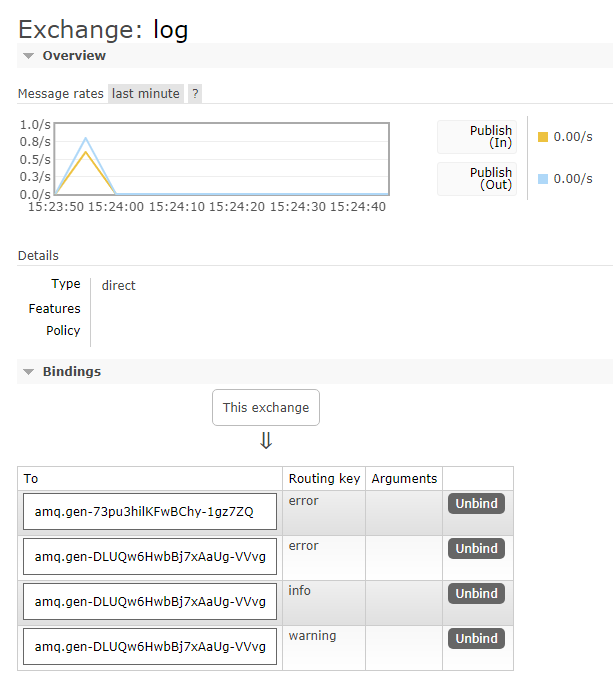 Exchange: log
Overview
Message rates last minute ?
1.0/s
0.8/s
0.5/s
0.3/s
0.0/s
15:23:50 15:24:00 15:24:10 15:24:20 15:24:30 15:24:40
Publish
(In)
0.00/s
Publish
(Out)
0.00/s
Details
Type direct
Features
Policy
Bindings
This exchange
⇓
To Routing key Arguments
amq.gen-73pu3hilKFwBChy-1gz7ZQ error Unbind
amq.gen-DLUQw6HwbBj7xAaUg-VVvg error Unbind
amq.gen-DLUQw6HwbBj7xAaUg-VVvg info Unbind
amq.gen-DLUQw6HwbBj7xAaUg-VVvg warning Unbind